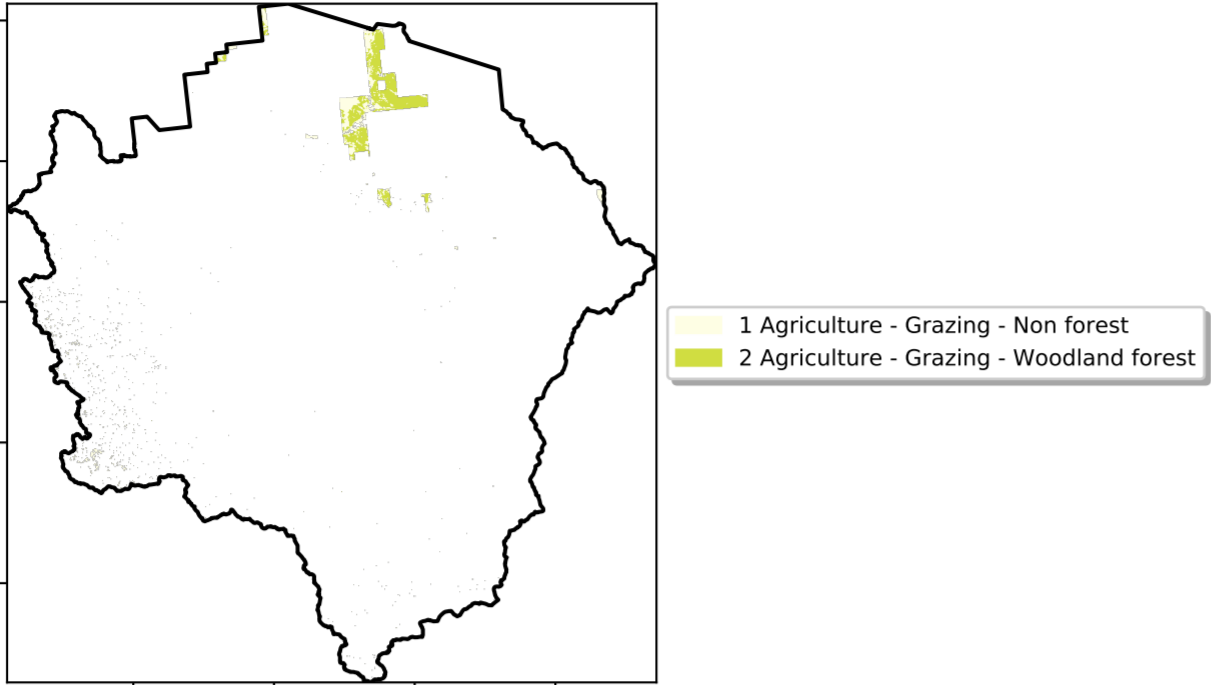 1 Agriculture - Grazing - Non forest
2 Agriculture - Grazing - Woodland forest